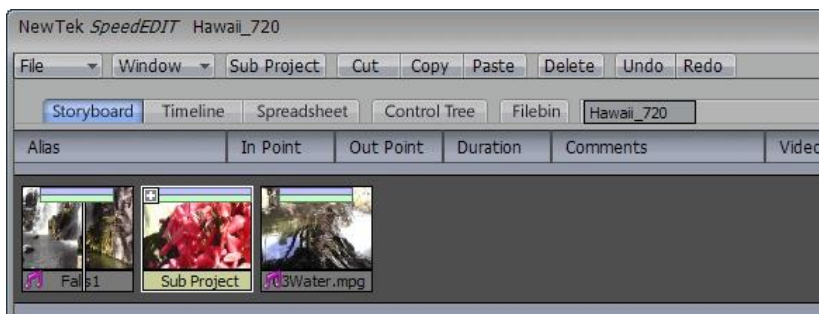 NewTek SpeedEDIT Hawaii_720
File Window Sub Project Cut Copy Paste Delete Undo Redo
Storyboard Timeline Spreadsheet Control Tree Filebin Hawaii_720
Alias In Point Out Point Duration Comments Video
Falls1 Sub Project 03Water.mpg